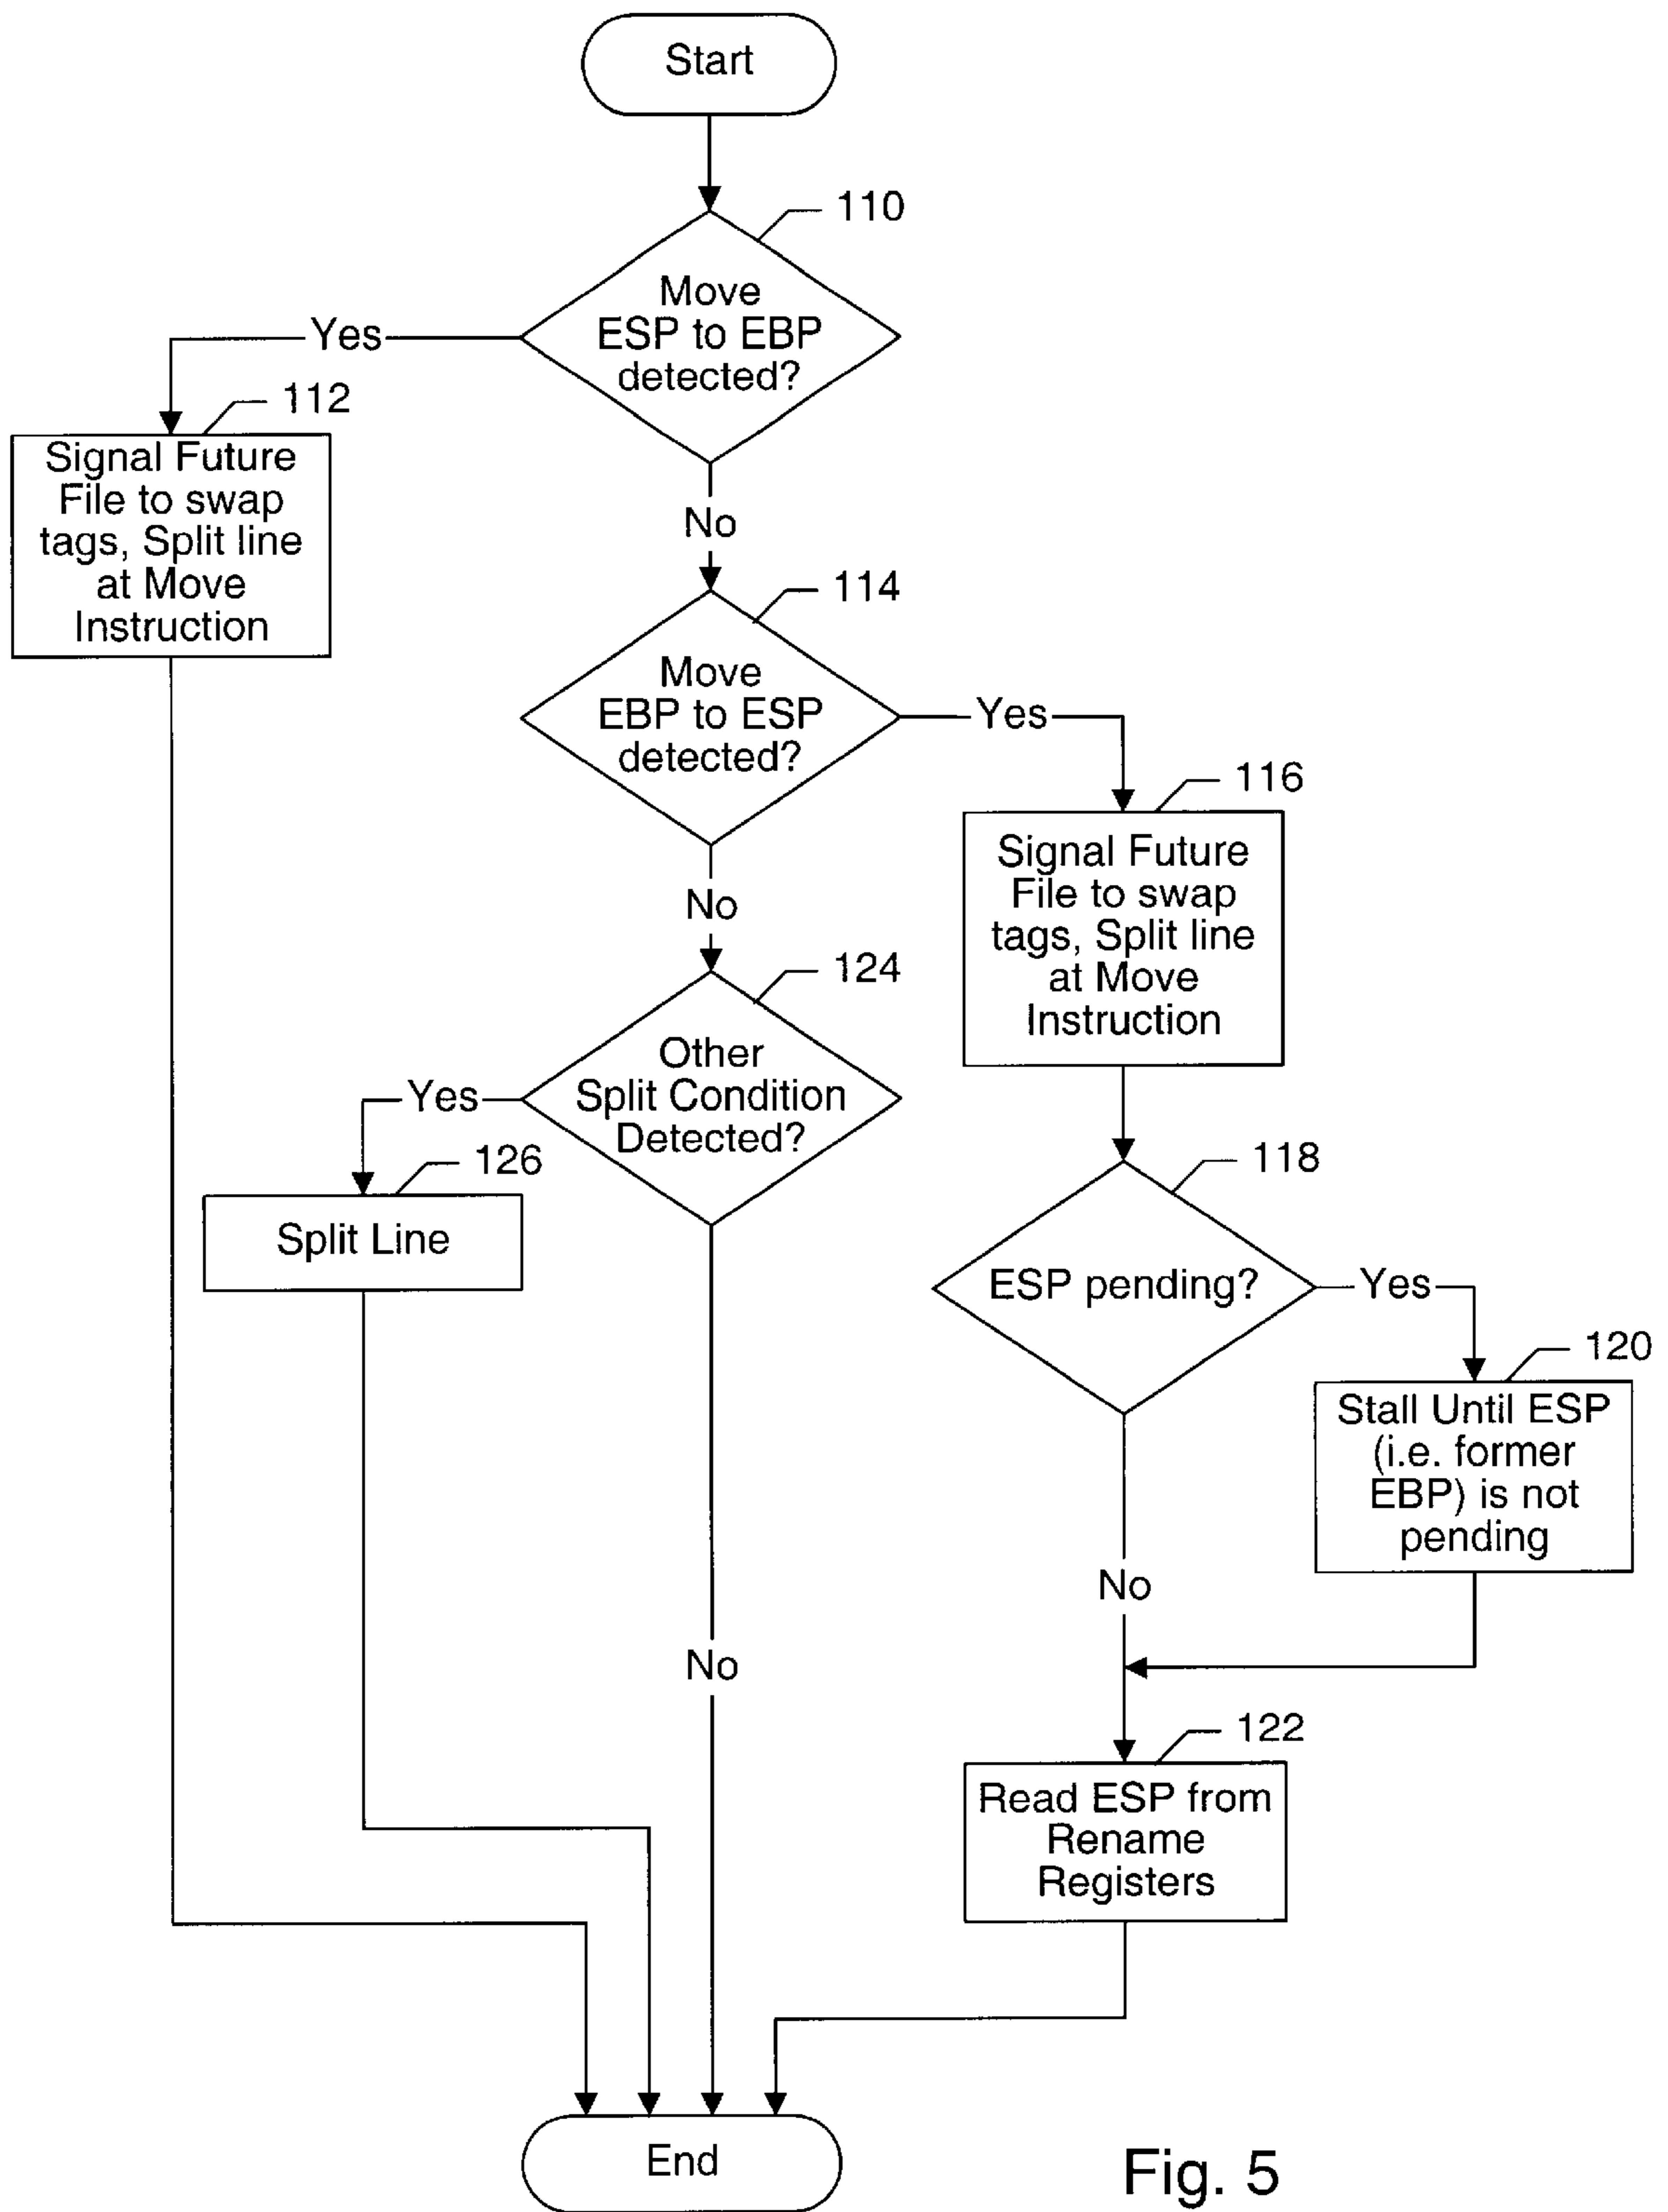 Start
110
Move
ESP to EBP
detected?
Yes
112
Signal Future
File to swap
tags, Split line
at Move
Instruction
No
114
Move
EBP to ESP
detected?
Yes
116
Signal Future
File to swap
tags, Split line
at Move
Instruction
No
124
Other
Split Condition
Detected?
Yes
126
Split Line
118
ESP pending?
Yes
120
Stall Until ESP
(i.e. former
EBP) is not
pending
No
No
122
Read ESP from
Rename
Registers
End
Fig. 5